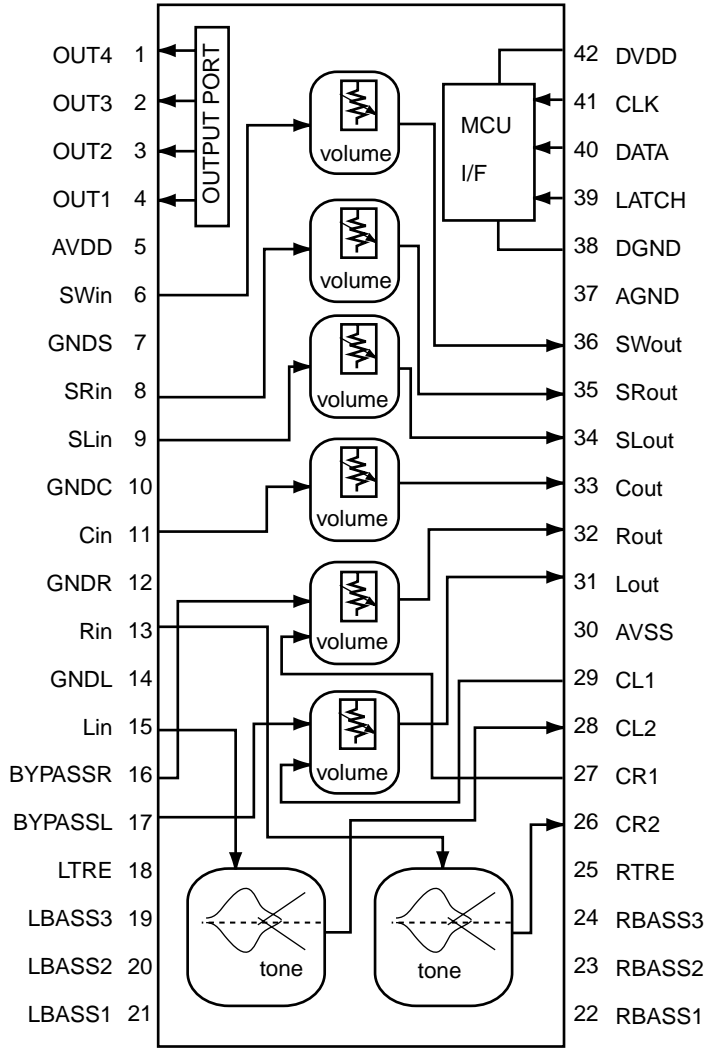 OUT4 1
OUT3 2
OUT2 3
OUT1 4
AVDD 5
SWin 6
GNDS 7
SRin 8
SLin 9
GNDC 10
Cin 11
GNDR 12
Rin 13
GNDL 14
Lin 15
BYPASSR 16
BYPASSL 17
LTRE 18
LBASS3 19
LBASS2 20
LBASS1 21
OUTPUT PORT
volume
volume
volume
volume
volume
volume
tone
tone
MCU
I/F
42 DVDD
41 CLK
40 DATA
39 LATCH
38 DGND
37 AGND
36 SWout
35 SRout
34 SLout
33 Cout
32 Rout
31 Lout
30 AVSS
29 CL1
28 CL2
27 CR1
26 CR2
25 RTRE
24 RBASS3
23 RBASS2
22 RBASS1